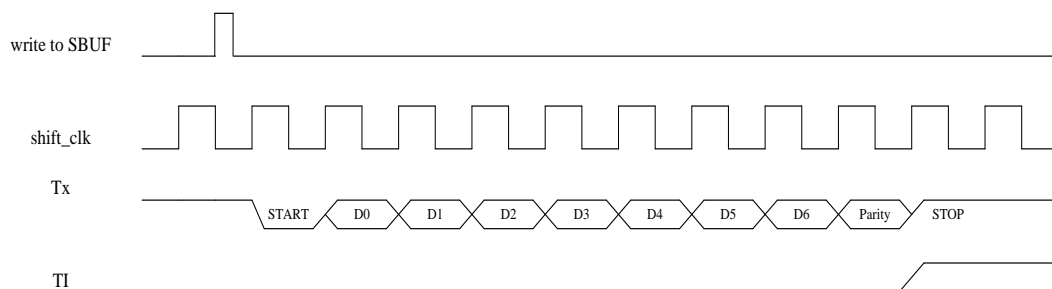 write to SBUF
shift_clk
Tx
START D0 D1 D2 D3 D4 D5 D6 Parity STOP
TI